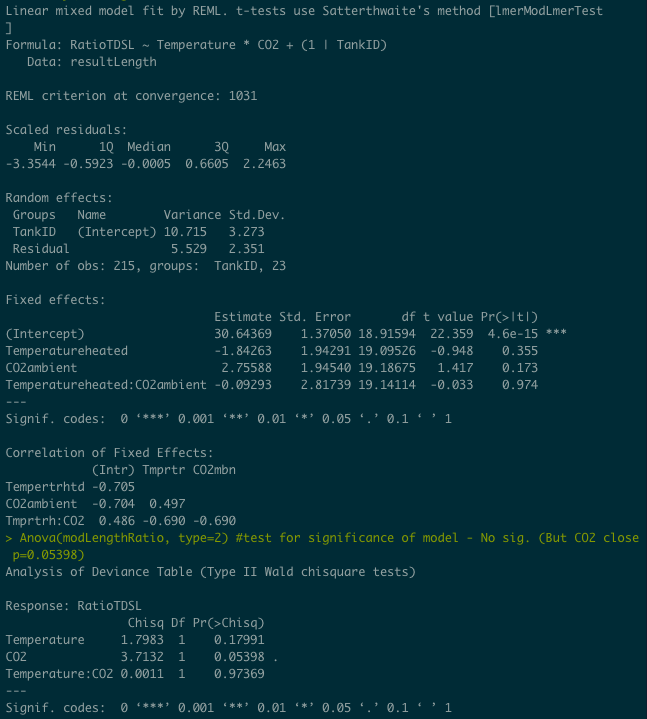 Linear mixed model fit by REML. t-tests use Satterthwaite's method [lmerModLmerTest
]
Formula: RatioTDSL ~ Temperature * CO2 + (1 | TankID)
   Data: resultLength

REML criterion at convergence: 1031

Scaled residuals:
    Min      1Q  Median      3Q     Max
-3.3544 -0.5923 -0.0005  0.6605  2.2463

Random effects:
 Groups   Name        Variance Std.Dev.
 TankID   (Intercept) 10.715   3.273
 Residual              5.529   2.351
Number of obs: 215, groups:  TankID, 23

Fixed effects:
                             Estimate Std. Error       df t value Pr(>|t|)
(Intercept)                  30.64369    1.37050 18.91594  22.359  4.6e-15 ***
Temperatureheated            -1.84263    1.94291 19.09526  -0.948    0.355
CO2ambient                    2.75588    1.94540 19.18675   1.417    0.173
Temperatureheated:CO2ambient -0.09293    2.81739 19.14114  -0.033    0.974
---
Signif. codes:  0 ‘***’ 0.001 ‘**’ 0.01 ‘*’ 0.05 ‘.’ 0.1 ‘ ’ 1

Correlation of Fixed Effects:
            (Intr) Tmprtr CO2mbn
Tempertrhtd -0.705
CO2ambient  -0.704  0.497
Tmprtrh:CO2  0.486 -0.690 -0.690
> Anova(modLengthRatio, type=2) #test for significance of model - No sig. (But CO2 close
 p=0.05398)
Analysis of Deviance Table (Type II Wald chisquare tests)

Response: RatioTDSL
                 Chisq Df Pr(>Chisq)
Temperature     1.7983  1    0.17991
CO2             3.7132  1    0.05398 .
Temperature:CO2 0.0011  1    0.97369
---
Signif. codes:  0 ‘***’ 0.001 ‘**’ 0.01 ‘*’ 0.05 ‘.’ 0.1 ‘ ’ 1